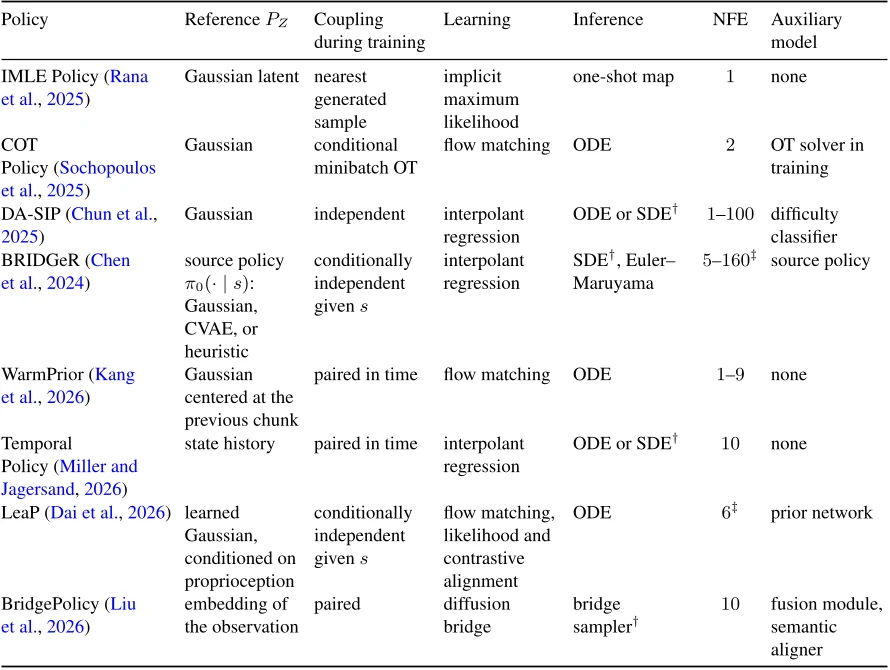 Policy Reference P_Z Coupling during training Learning Inference NFE Auxiliary model
IMLE Policy (Rana et al., 2025) Gaussian latent nearest generated sample implicit maximum likelihood one-shot map 1 none
COT Policy (Sochopoulos et al., 2025) Gaussian conditional minibatch OT flow matching ODE 2 OT solver in training
DA-SIP (Chun et al., 2025) Gaussian independent interpolant regression ODE or SDE† 1–100 difficulty classifier
BRIDGeR (Chen et al., 2024) source policy π₀(· | s): Gaussian, CVAE, or heuristic conditionally independent given s interpolant regression SDE†, Euler–Maruyama 5–160‡ source policy
WarmPrior (Kang et al., 2026) Gaussian centered at the previous chunk paired in time flow matching ODE 1–9 none
Temporal Policy (Miller and Jagersand, 2026) state history paired in time interpolant regression ODE or SDE† 10 none
LeaP (Dai et al., 2026) learned Gaussian, conditioned on proprioception conditionally independent given s flow matching, likelihood and contrastive alignment ODE 6‡ prior network
BridgePolicy (Liu et al., 2026) embedding of the observation paired diffusion bridge bridge sampler† 10 fusion module, semantic aligner